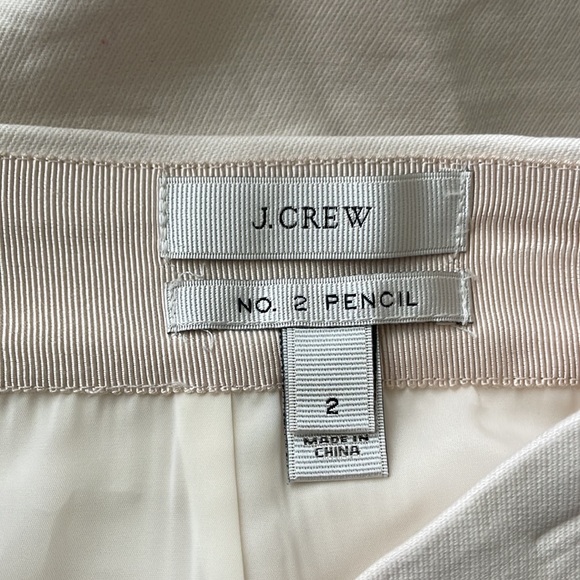 J.CREW
NO. 2 PENCIL
2
MADE IN
CHINA